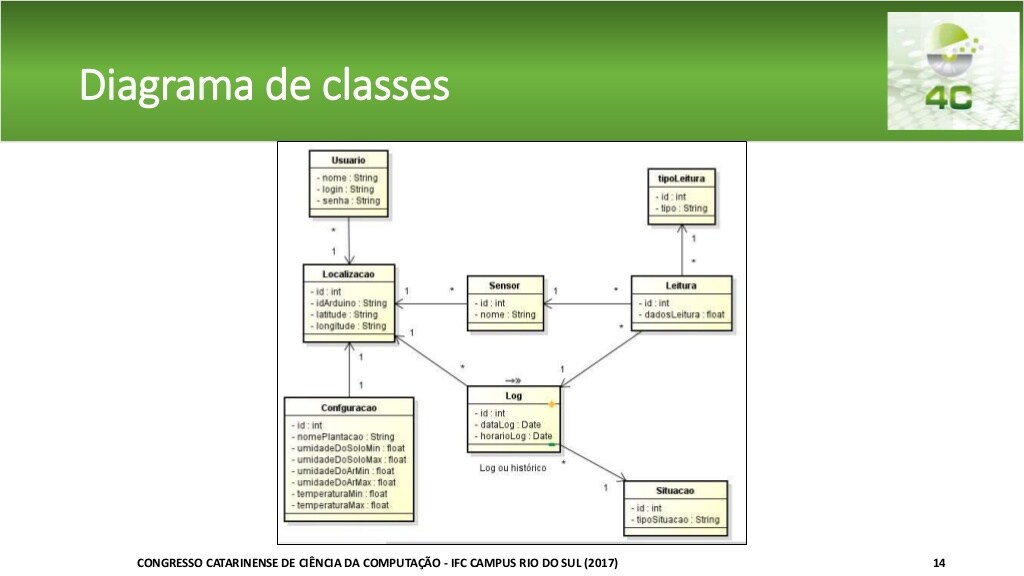 Diagrama de classes
4C
Usuario
- nome : String
- login : String
- senha : String
*
1
tipoLeitura
- id : int
- tipo : String
1
*
Localizacao
- id : int
- idArduino : String
- latitude : String
- longitude : String
1
*
Sensor
- id : int
- nome : String
1
*
Leitura
- id : int
- dadosLeitura : float
1
*
*
1
1
1
Confguracao
- id : int
- nomePlantacao : String
- umidadeDoSoloMin : float
- umidadeDoSoloMax : float
- umidadeDoArMin : float
- umidadeDoArMax : float
- temperaturaMin : float
- temperaturaMax : float
Log
- id : int
- dataLog : Date
- horarioLog : Date
Log ou histórico
*
1
Situacao
- id : int
- tipoSituacao : String
CONGRESSO CATARINENSE DE CIÊNCIA DA COMPUTAÇÃO - IFC CAMPUS RIO DO SUL (2017)
14